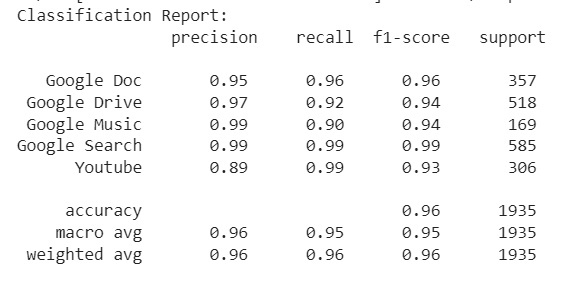 Classification Report:
precision recall f1-score support
Google Doc 0.95 0.96 0.96 357
Google Drive 0.97 0.92 0.94 518
Google Music 0.99 0.90 0.94 169
Google Search 0.99 0.99 0.99 585
Youtube 0.89 0.99 0.93 306
accuracy 0.96 1935
macro avg 0.96 0.95 0.95 1935
weighted avg 0.96 0.96 0.96 1935